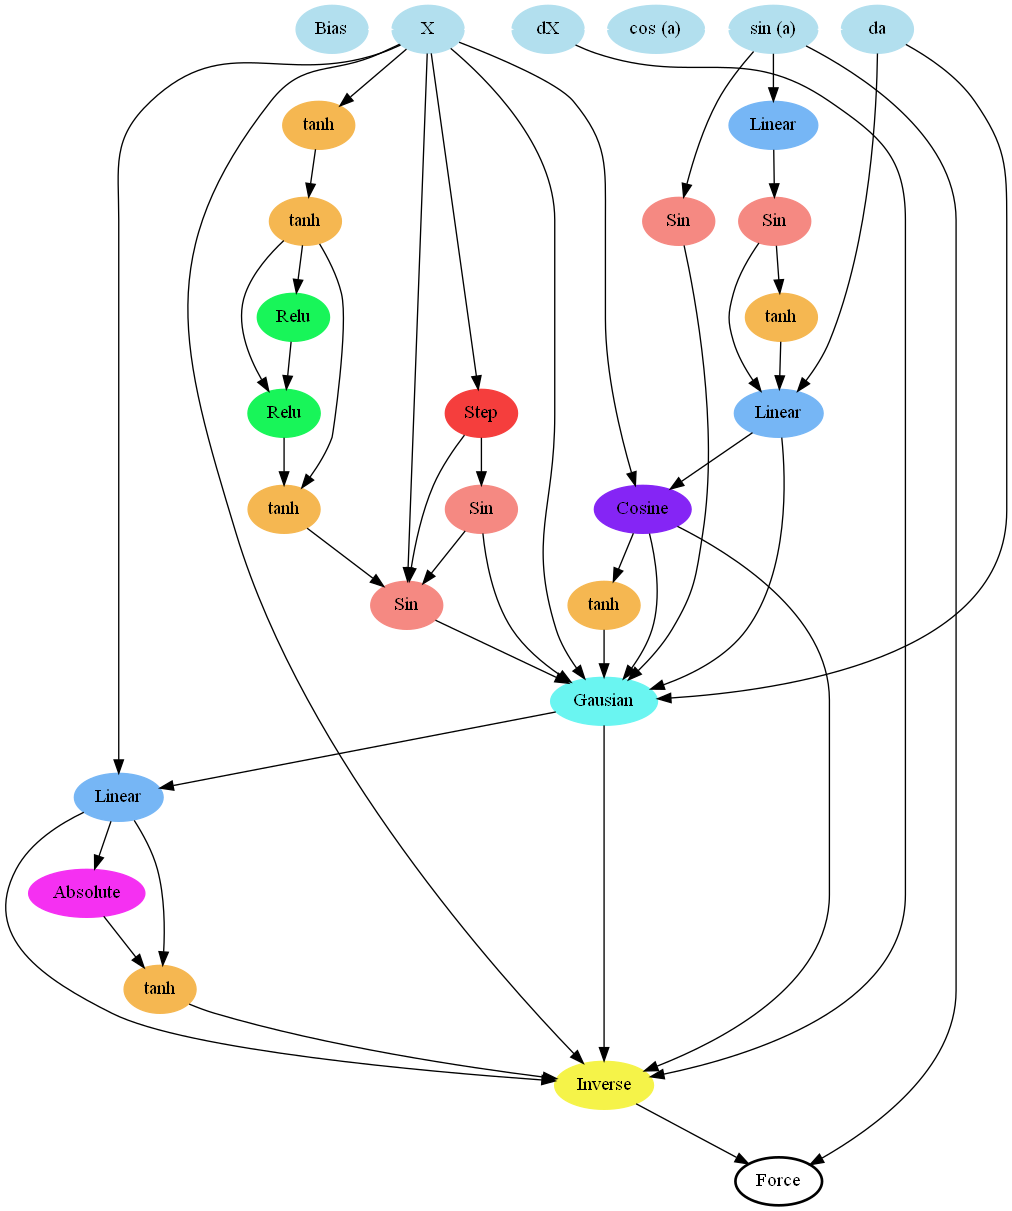 Bias X dX cos (a) sin (a) da
tanh Linear
tanh Sin Sin
Relu tanh
Relu Step Linear
tanh Sin Cosine
Sin tanh
Gausian
Linear
Absolute
tanh
Inverse
Force